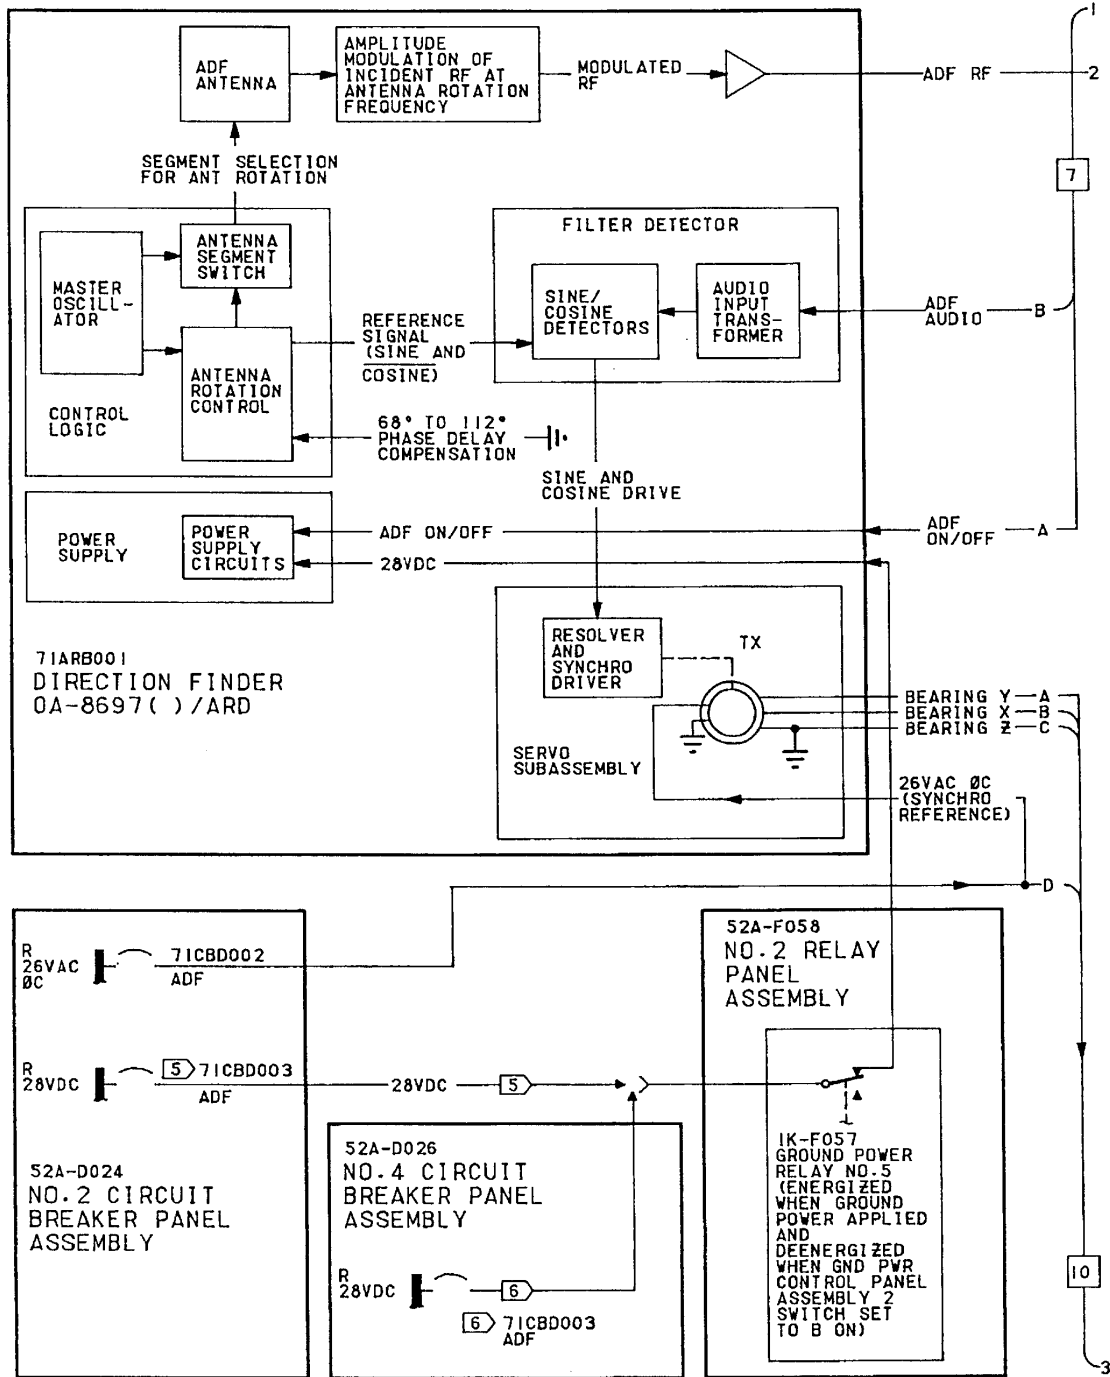 1
ADF
ANTENNA
AMPLITUDE
MODULATION OF
INCIDENT RF AT
ANTENNA ROTATION
FREQUENCY
MODULATED
RF
ADF RF
2
SEGMENT SELECTION
FOR ANT ROTATION
7
MASTER
OSCILL-
ATOR
ANTENNA
SEGMENT
SWITCH
ANTENNA
ROTATION
CONTROL
CONTROL
LOGIC
REFERENCE
SIGNAL
(SINE AND
COSINE)
FILTER DETECTOR
SINE/
COSINE
DETECTORS
AUDIO
INPUT
TRANS-
FORMER
ADF
AUDIO
B
68° TO 112°
PHASE DELAY
COMPENSATION
SINE AND
COSINE DRIVE
POWER
SUPPLY
POWER
SUPPLY
CIRCUITS
ADF ON/OFF
28VDC
ADF
ON/OFF
A
71ARB001
DIRECTION FINDER
OA-8697( )/ARD
RESOLVER
AND
SYNCHRO
DRIVER
TX
SERVO
SUBASSEMBLY
BEARING Y
A
BEARING X
B
BEARING Z
C
26VAC ØC
(SYNCHRO
REFERENCE)
D
R
26VAC
ØC
71CBD002
ADF
R
28VDC
5 71CBD003
ADF
28VDC
5
52A-D024
NO.2 CIRCUIT
BREAKER PANEL
ASSEMBLY
52A-D026
NO.4 CIRCUIT
BREAKER PANEL
ASSEMBLY
R
28VDC
6
6 71CBD003
ADF
52A-F058
NO.2 RELAY
PANEL
ASSEMBLY
1K-F057
GROUND POWER
RELAY NO.5
(ENERGIZED
WHEN GROUND
POWER APPLIED
AND
DEENERGIZED
WHEN GND PWR
CONTROL PANEL
ASSEMBLY 2
SWITCH SET
TO B ON)
10
3